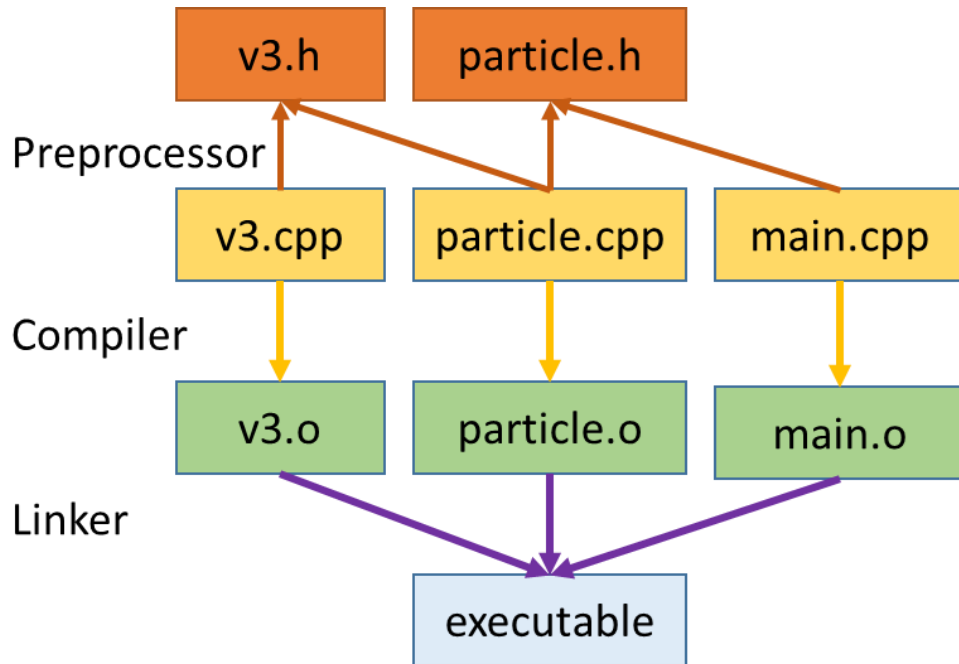 v3.h
particle.h
Preprocessor
v3.cpp
particle.cpp
main.cpp
Compiler
v3.o
particle.o
main.o
Linker
executable